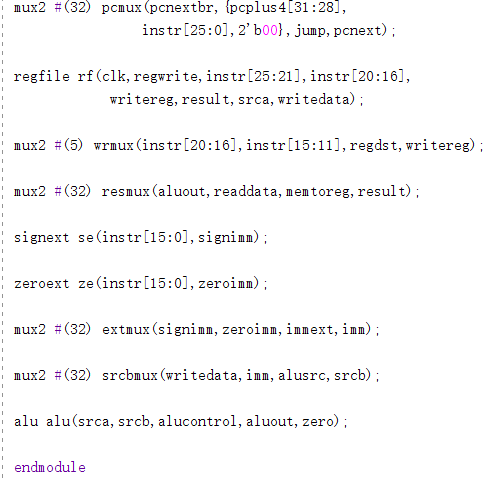 mux2 #(32) pcmux(pcnextbr, {pcplus4[31:28],
instr[25:0],2'b00},jump,pcnext);
regfile rf(clk,regwrite,instr[25:21],instr[20:16],
writereg,result,srca,writedata);
mux2 #(5) wrmux(instr[20:16],instr[15:11],regdst,writereg);
mux2 #(32) resmux(aluout,readdata,memtoreg,result);
signext se(instr[15:0],signimm);
zeroext ze(instr[15:0],zeroimm);
mux2 #(32) extmux(signimm,zeroimm,immext,imm);
mux2 #(32) srcbmux(writedata,imm,alusrc,srcb);
alu alu(srca,srcb,alucontrol,aluout,zero);
endmodule